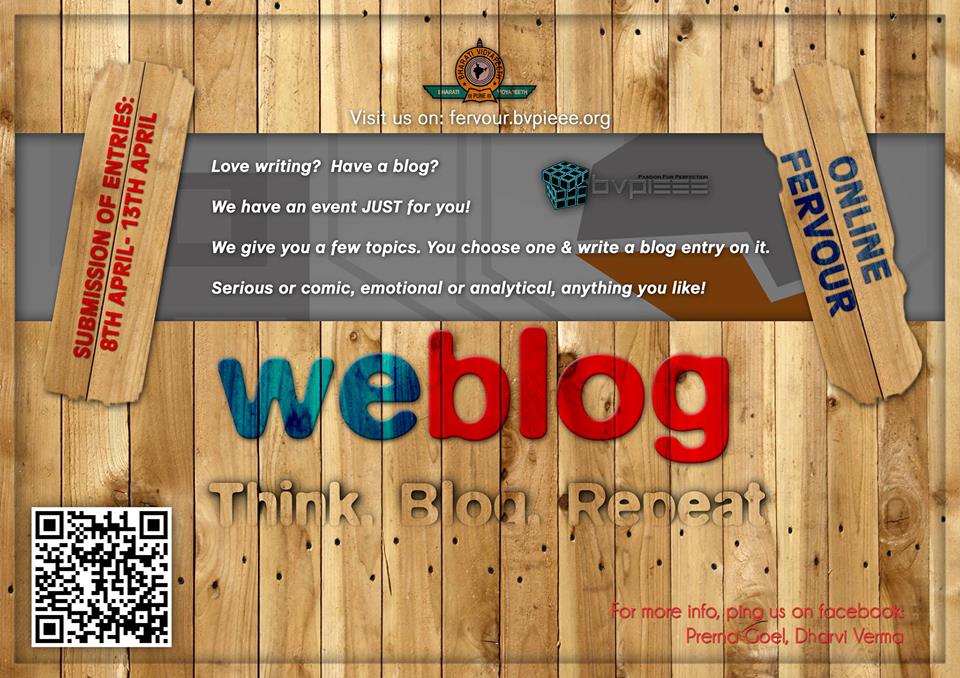 BHARATI VIDYAPEETH
BHARATI
PUNE
VIDYAPEETH
Visit us on: fervour.bvpieee.org
SUBMISSION OF ENTRIES:
8TH APRIL- 13TH APRIL
Love writing? Have a blog?
We have an event JUST for you!
We give you a few topics. You choose one & write a blog entry on it.
Serious or comic, emotional or analytical, anything you like!
Passion For Perfection
bvpieee
ONLINE
FERVOUR
weblog
Think. Blog. Repeat
For more info, ping us on facebook:
Prerna Goel, Dharvi Verma